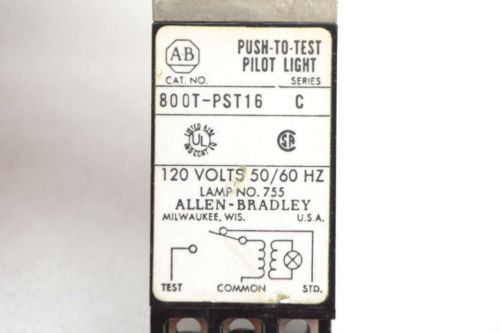 A-B
PUSH-TO-TEST
PILOT LIGHT
CAT. NO. SERIES
800T-PST16 C
UL
SA
120 VOLTS 50/60 HZ
LAMP NO. 755
ALLEN-BRADLEY
MILWAUKEE, WIS. U.S.A.
TEST COMMON STD.